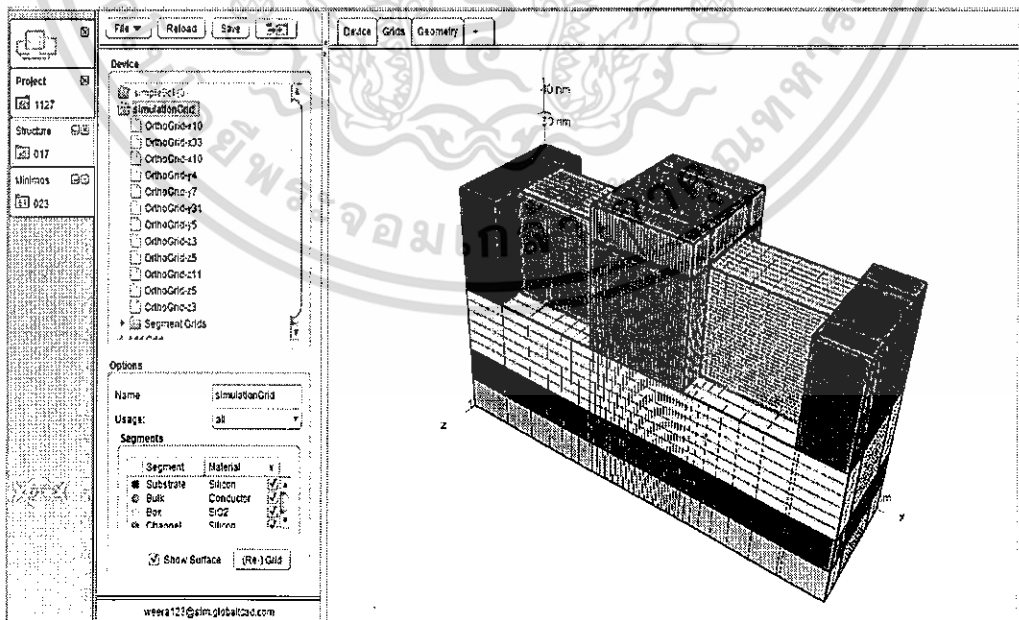 File Reload Save
Device Grids Geometry +
Project
1127
Structure
017
Minimos
023
Device
simulationGrid
OrthoGrid-x10
OrthoGrid-x33
OrthoGrid-x10
OrthoGrid-y4
OrthoGrid-y7
OrthoGrid-y31
OrthoGrid-y5
OrthoGrid-z3
OrthoGrid-z5
OrthoGrid-z11
OrthoGrid-z5
OrthoGrid-z3
Segment Grids
Options
Name simulationGrid
Usage: all
Segments
Segment Material
Substrate Silicon
Bulk Conductor
Box SiO2
Channel Silicon
Show Surface (Re-) Grid
weera123@sim.globaltcad.com
40 nm
20 nm
z
y